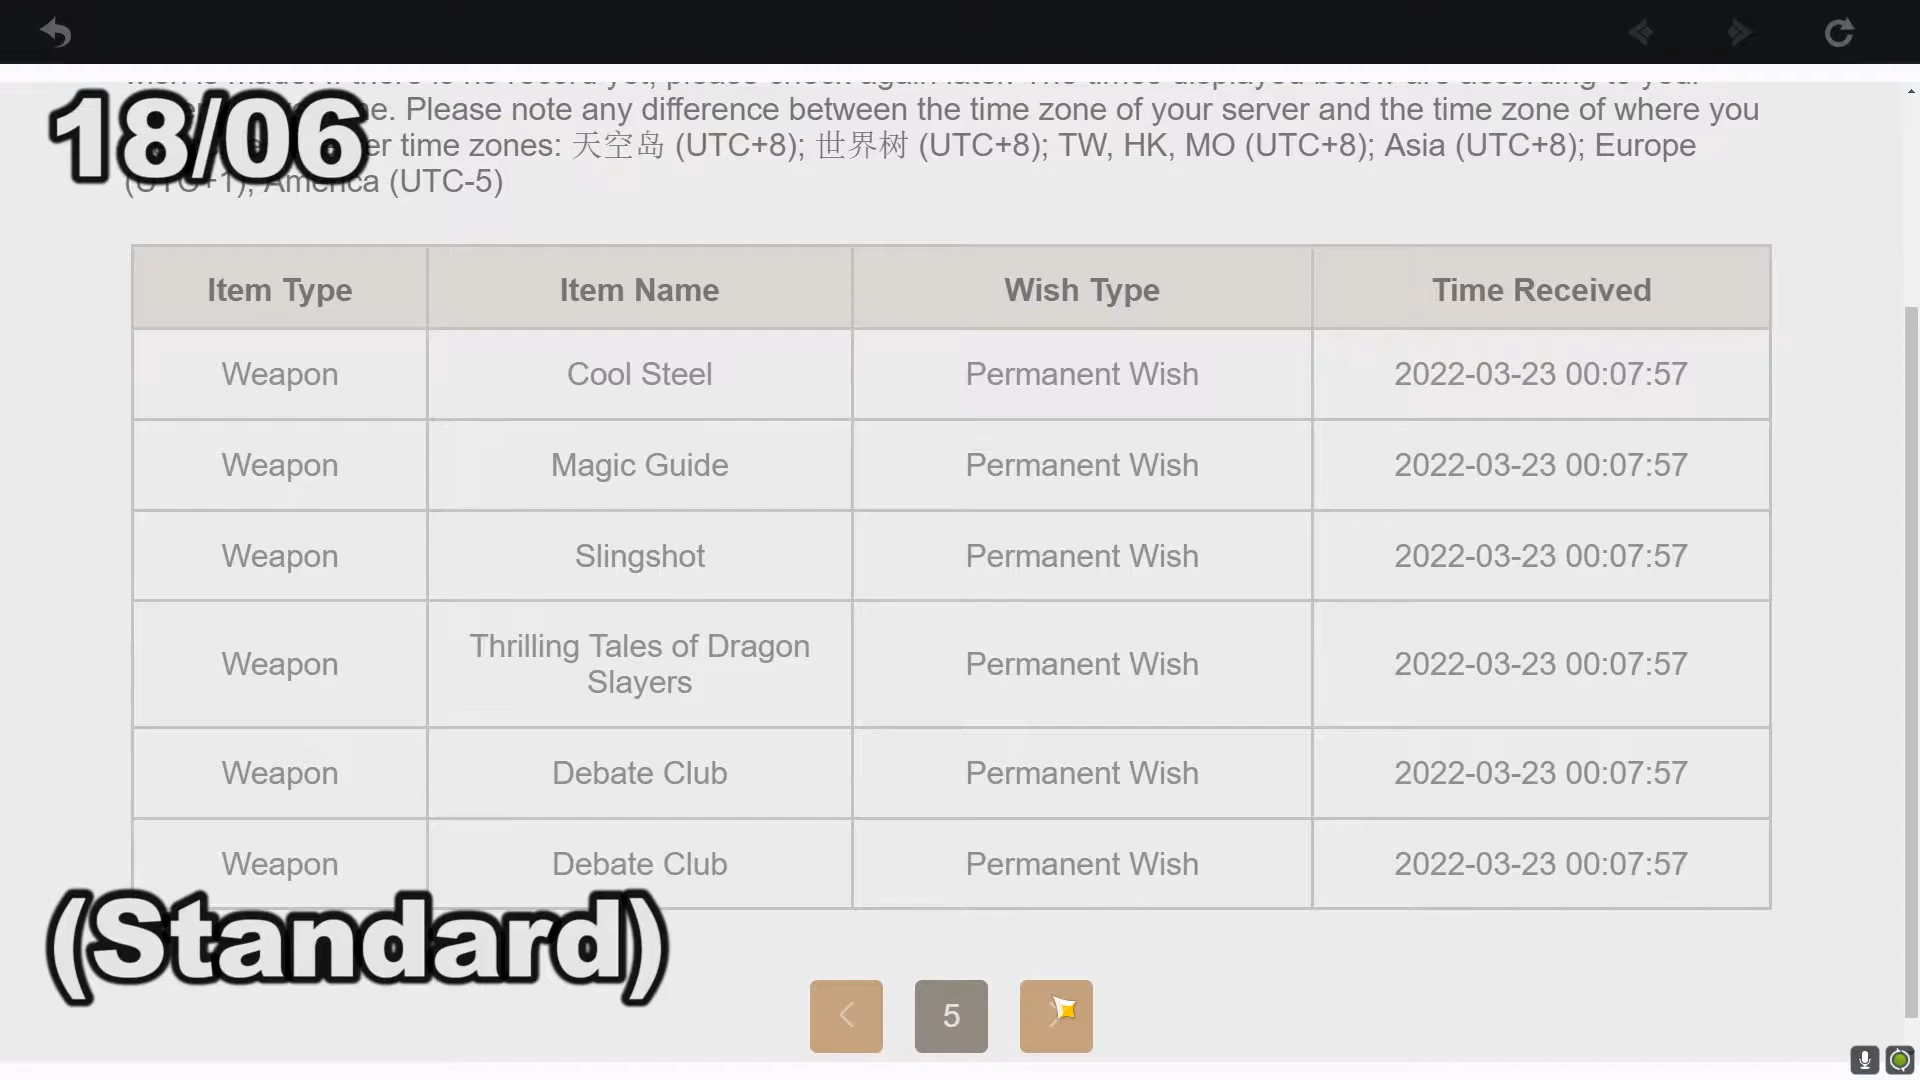 18/06
e. Please note any difference between the time zone of your server and the time zone of where you
er time zones: 天空岛 (UTC+8); 世界树 (UTC+8); TW, HK, MO (UTC+8); Asia (UTC+8); Europe
(UTC+1), America (UTC-5)
Item Type Item Name Wish Type Time Received
Weapon Cool Steel Permanent Wish 2022-03-23 00:07:57
Weapon Magic Guide Permanent Wish 2022-03-23 00:07:57
Weapon Slingshot Permanent Wish 2022-03-23 00:07:57
Weapon Thrilling Tales of Dragon Slayers Permanent Wish 2022-03-23 00:07:57
Weapon Debate Club Permanent Wish 2022-03-23 00:07:57
Weapon Debate Club Permanent Wish 2022-03-23 00:07:57
(Standard)
5